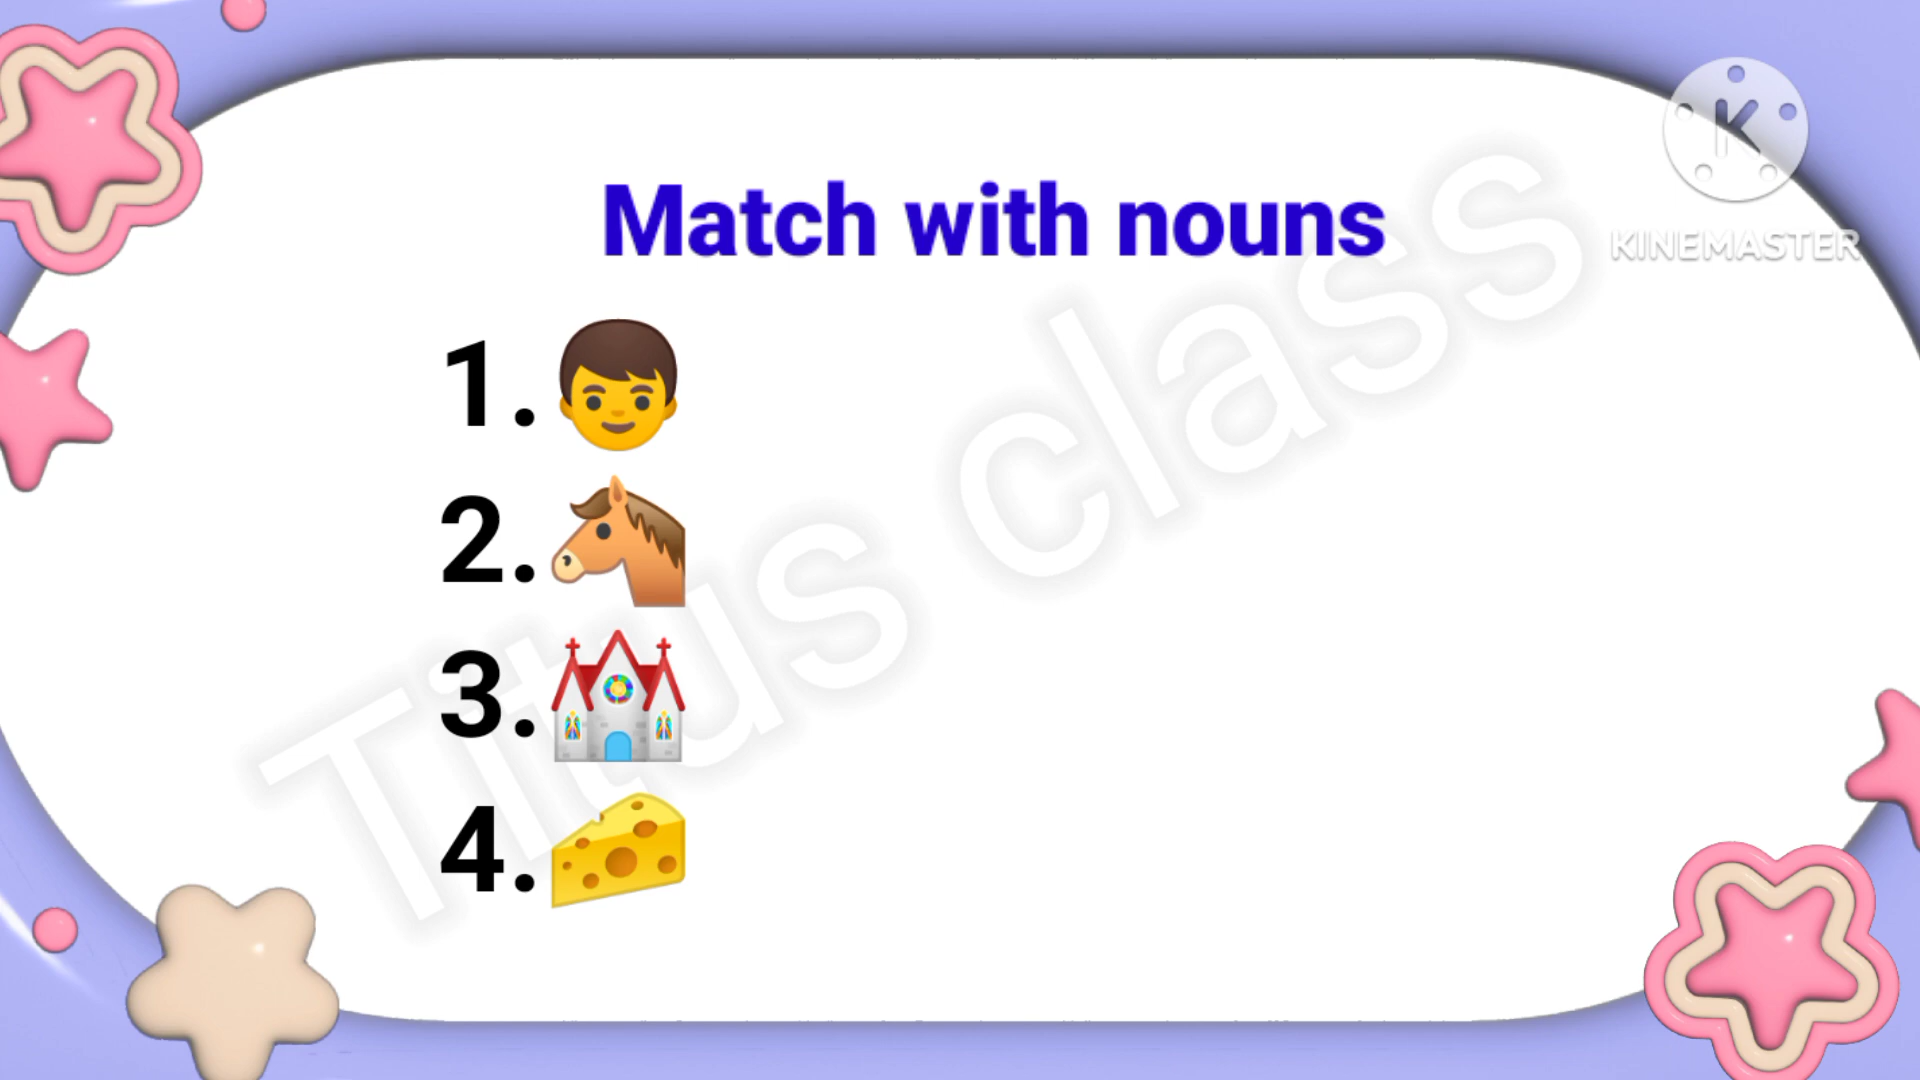 Match with nouns
KINEMASTER
1.
2.
3.
4.
Titus class